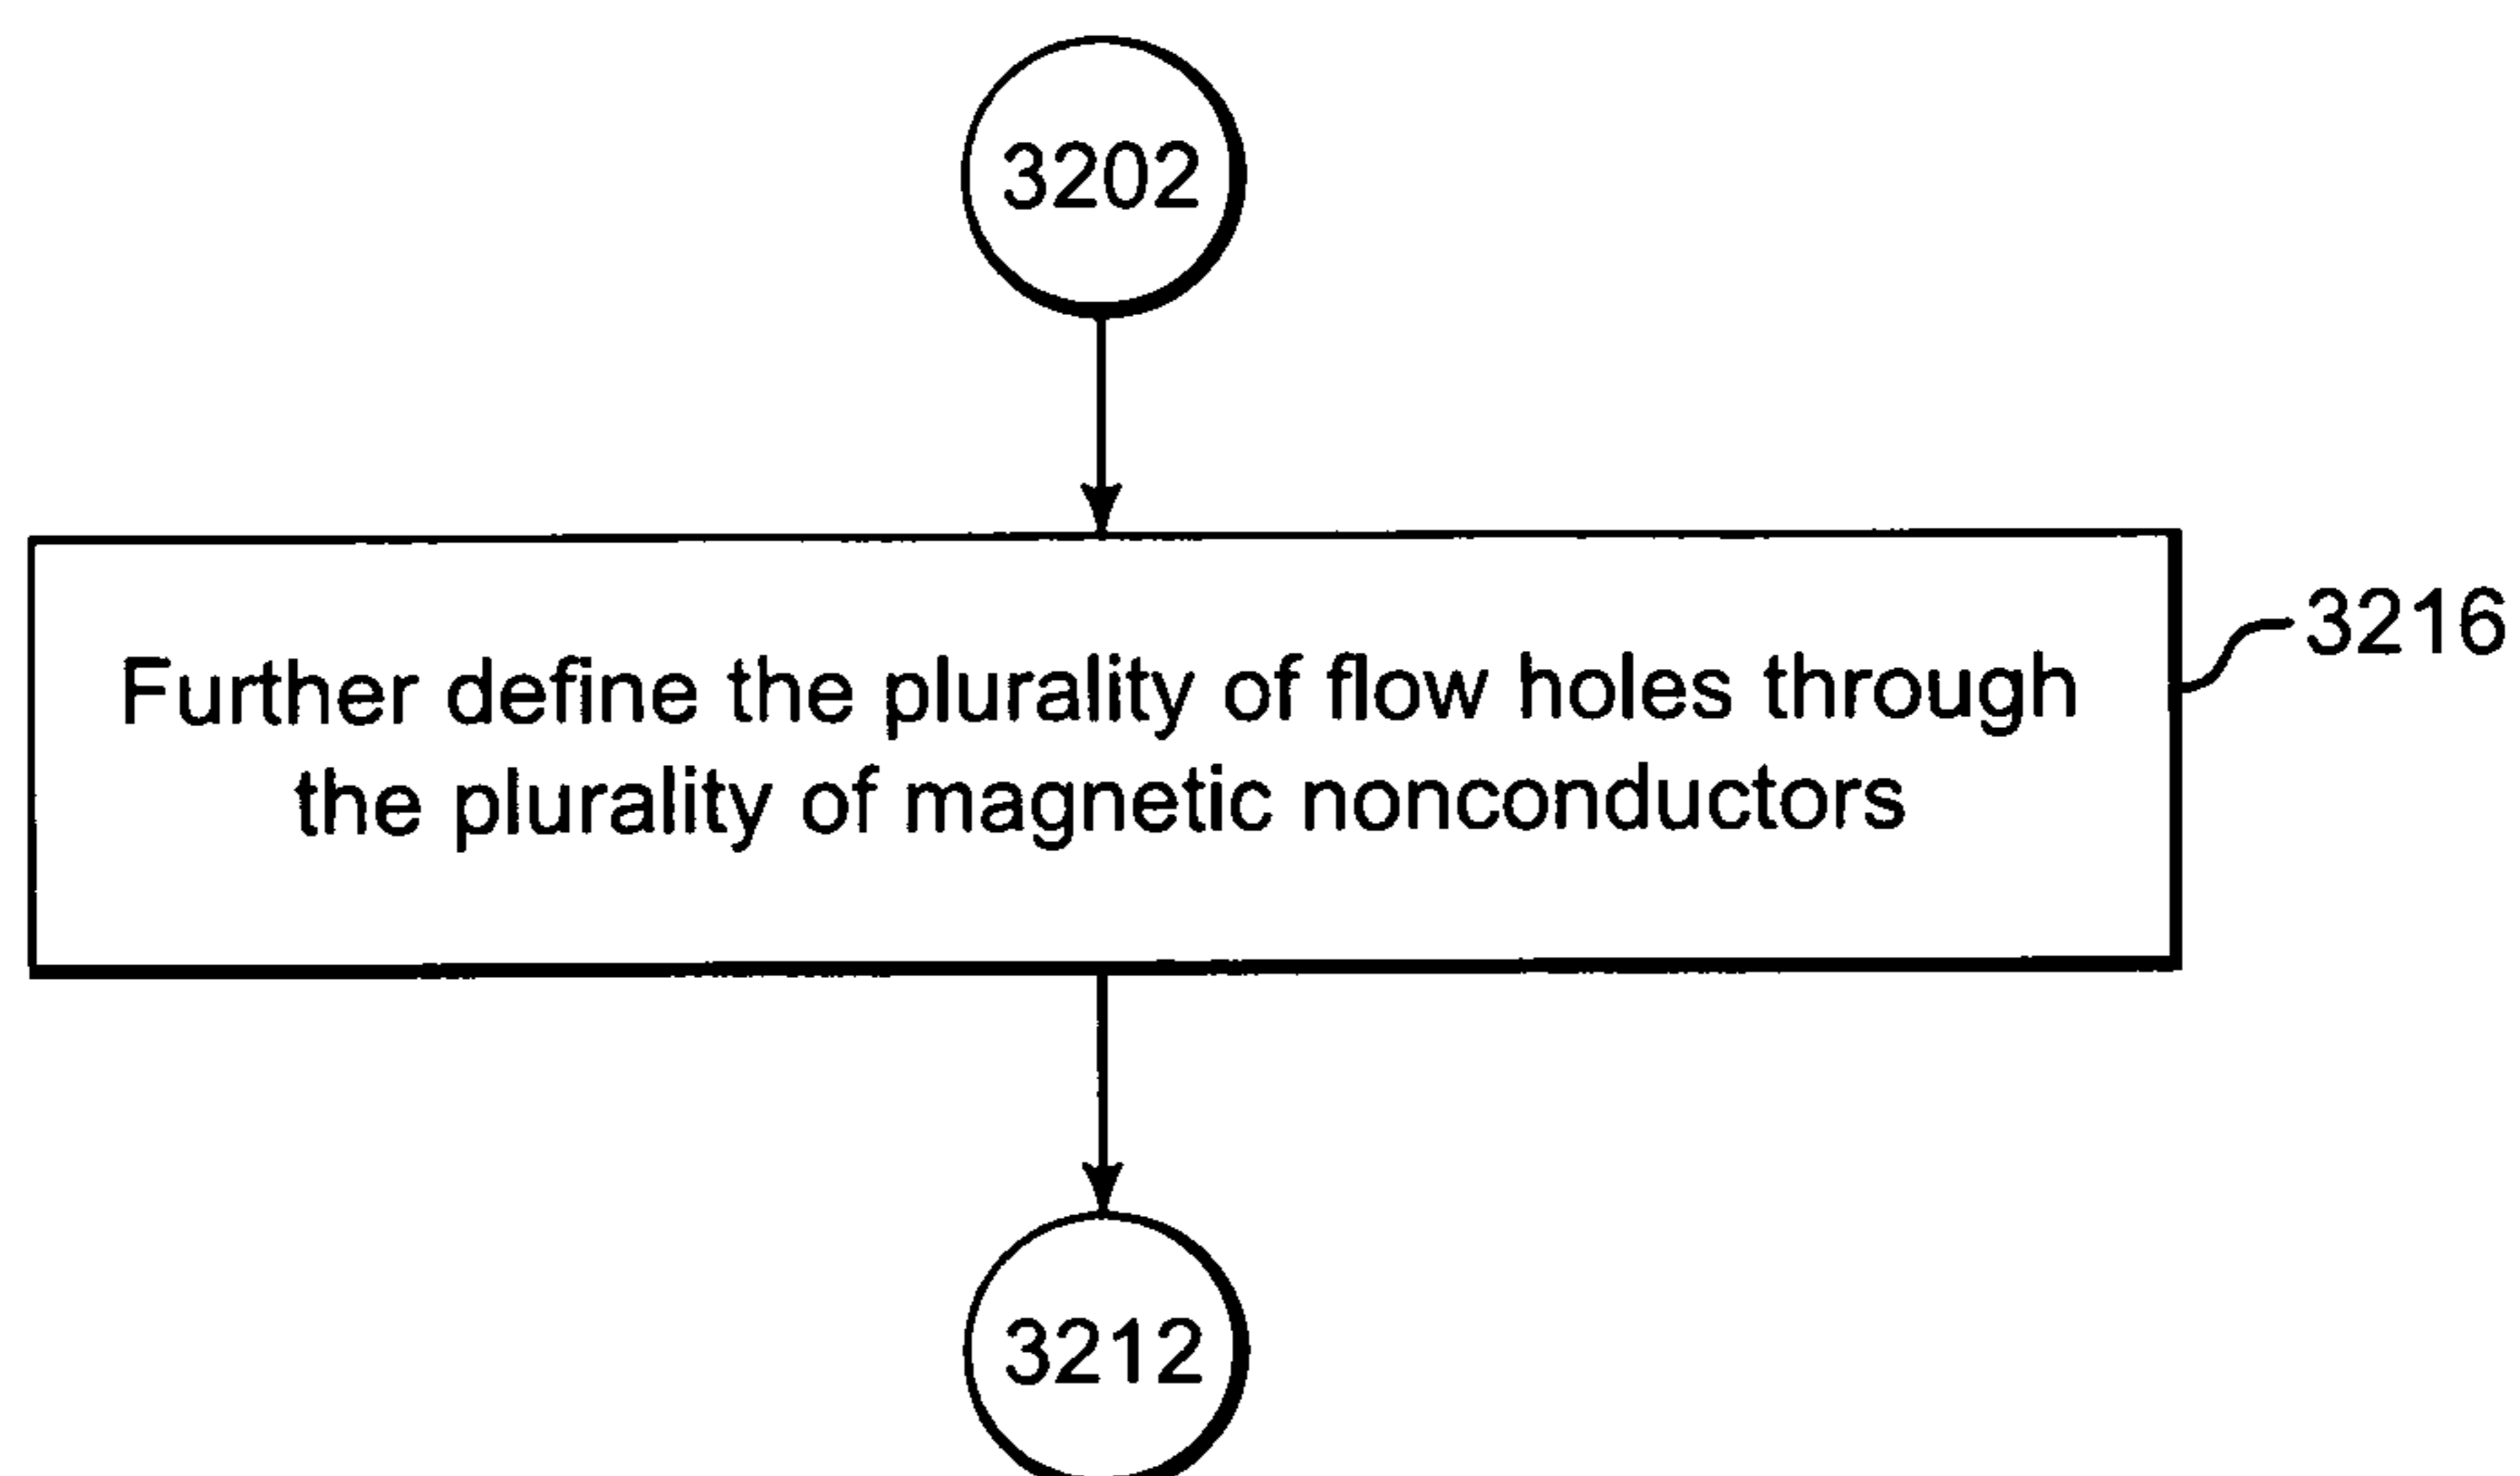 3202
3216
Further define the plurality of flow holes through
the plurality of magnetic nonconductors
3212